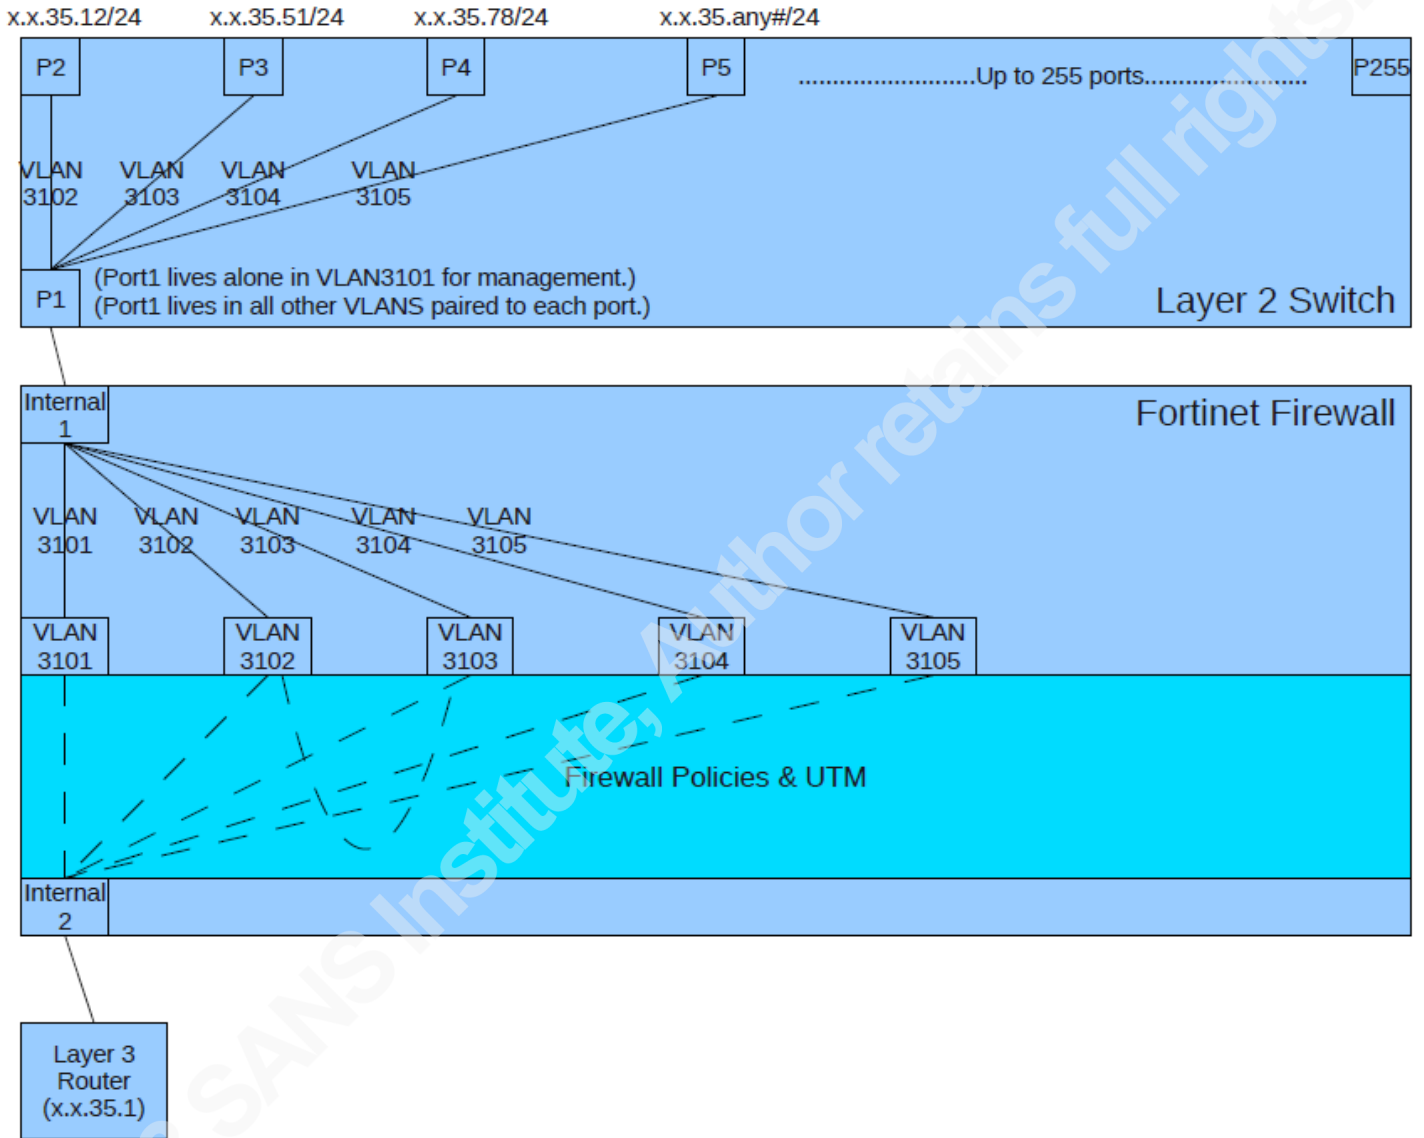 x.x.35.12/24 x.x.35.51/24 x.x.35.78/24 x.x.35.any#/24
P2 P3 P4 P5 .........................Up to 255 ports........................ P255
VLAN VLAN VLAN VLAN
3102 3103 3104 3105
P1
(Port1 lives alone in VLAN3101 for management.)
(Port1 lives in all other VLANS paired to each port.)
Layer 2 Switch
Internal
1
Fortinet Firewall
VLAN VLAN VLAN VLAN VLAN
3101 3102 3103 3104 3105
VLAN VLAN VLAN VLAN VLAN
3101 3102 3103 3104 3105
Firewall Policies & UTM
Internal
2
Layer 3
Router
(x.x.35.1)
SANS Institute, Author retains full rights.